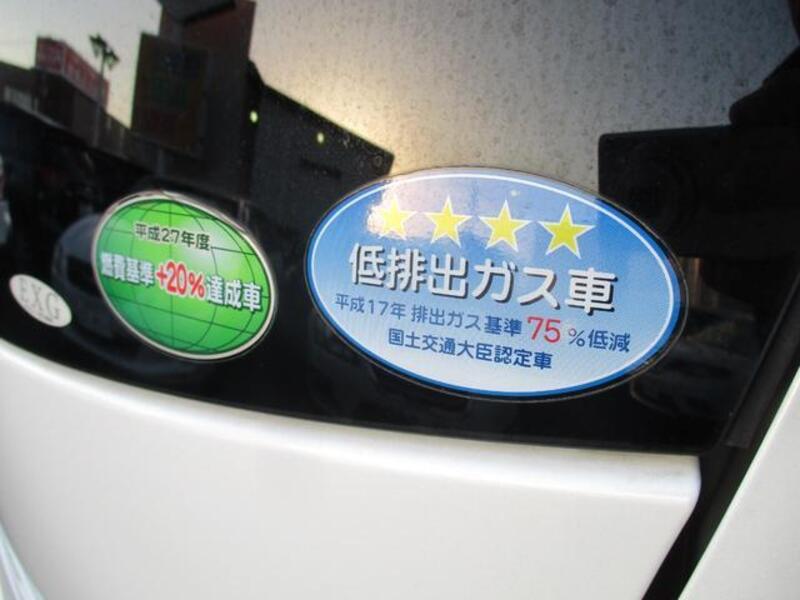 平成27年度
燃費基準+20%達成車
EXG
★★★★
低排出ガス車
平成17年 排出ガス基準 75%低減
国土交通大臣認定車